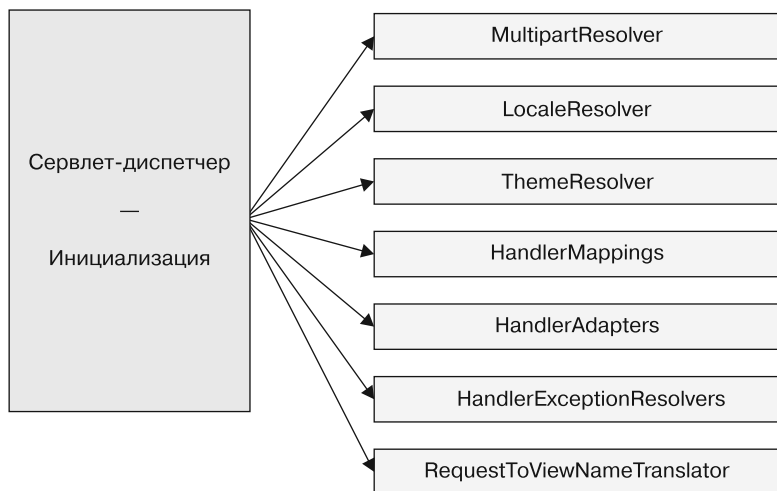 Сервлет-диспетчер
—
Инициализация
MultipartResolver
LocaleResolver
ThemeResolver
HandlerMappings
HandlerAdapters
HandlerExceptionResolvers
RequestToViewNameTranslator